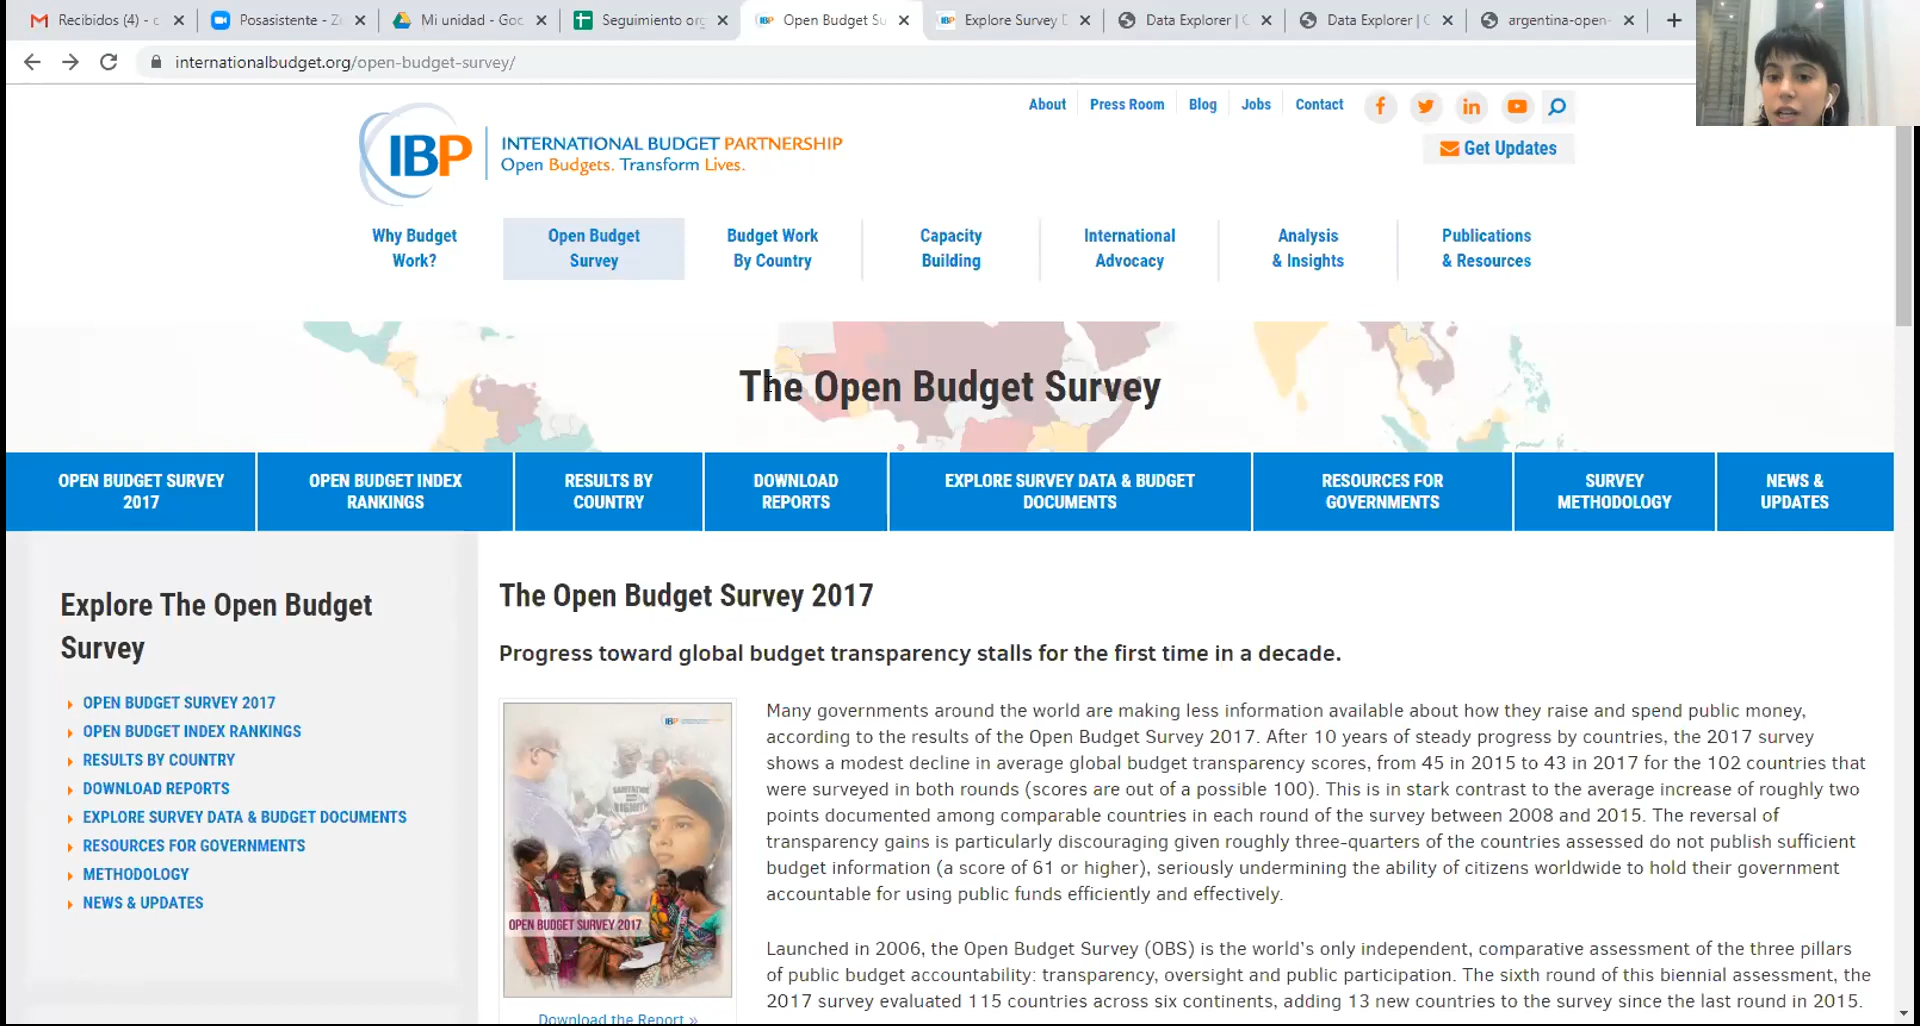 Recibidos (4) - c
Posasistente - Z
Mi unidad - Goo
Seguimiento org
IBP
Open Budget Su
IBP
Explore Survey D
Data Explorer | C
Data Explorer | C
argentina-open-
internationalbudget.org/open-budget-survey/
About
Press Room
Blog
Jobs
Contact
IBP
INTERNATIONAL BUDGET PARTNERSHIP
Open Budgets. Transform Lives.
Get Updates
Why Budget
Work?
Open Budget
Survey
Budget Work
By Country
Capacity
Building
International
Advocacy
Analysis
& Insights
Publications
& Resources
The Open Budget Survey
OPEN BUDGET SURVEY
2017
OPEN BUDGET INDEX
RANKINGS
RESULTS BY
COUNTRY
DOWNLOAD
REPORTS
EXPLORE SURVEY DATA & BUDGET
DOCUMENTS
RESOURCES FOR
GOVERNMENTS
SURVEY
METHODOLOGY
NEWS &
UPDATES
Explore The Open Budget
Survey
OPEN BUDGET SURVEY 2017
OPEN BUDGET INDEX RANKINGS
RESULTS BY COUNTRY
DOWNLOAD REPORTS
EXPLORE SURVEY DATA & BUDGET DOCUMENTS
RESOURCES FOR GOVERNMENTS
METHODOLOGY
NEWS & UPDATES
The Open Budget Survey 2017
Progress toward global budget transparency stalls for the first time in a decade.
IBP
OPEN BUDGET SURVEY 2017
Download the Report »
Many governments around the world are making less information available about how they raise and spend public money,
according to the results of the Open Budget Survey 2017. After 10 years of steady progress by countries, the 2017 survey
shows a modest decline in average global budget transparency scores, from 45 in 2015 to 43 in 2017 for the 102 countries that
were surveyed in both rounds (scores are out of a possible 100). This is in stark contrast to the average increase of roughly two
points documented among comparable countries in each round of the survey between 2008 and 2015. The reversal of
transparency gains is particularly discouraging given roughly three-quarters of the countries assessed do not publish sufficient
budget information (a score of 61 or higher), seriously undermining the ability of citizens worldwide to hold their government
accountable for using public funds efficiently and effectively.
Launched in 2006, the Open Budget Survey (OBS) is the world's only independent, comparative assessment of the three pillars
of public budget accountability: transparency, oversight and public participation. The sixth round of this biennial assessment, the
2017 survey evaluated 115 countries across six continents, adding 13 new countries to the survey since the last round in 2015.